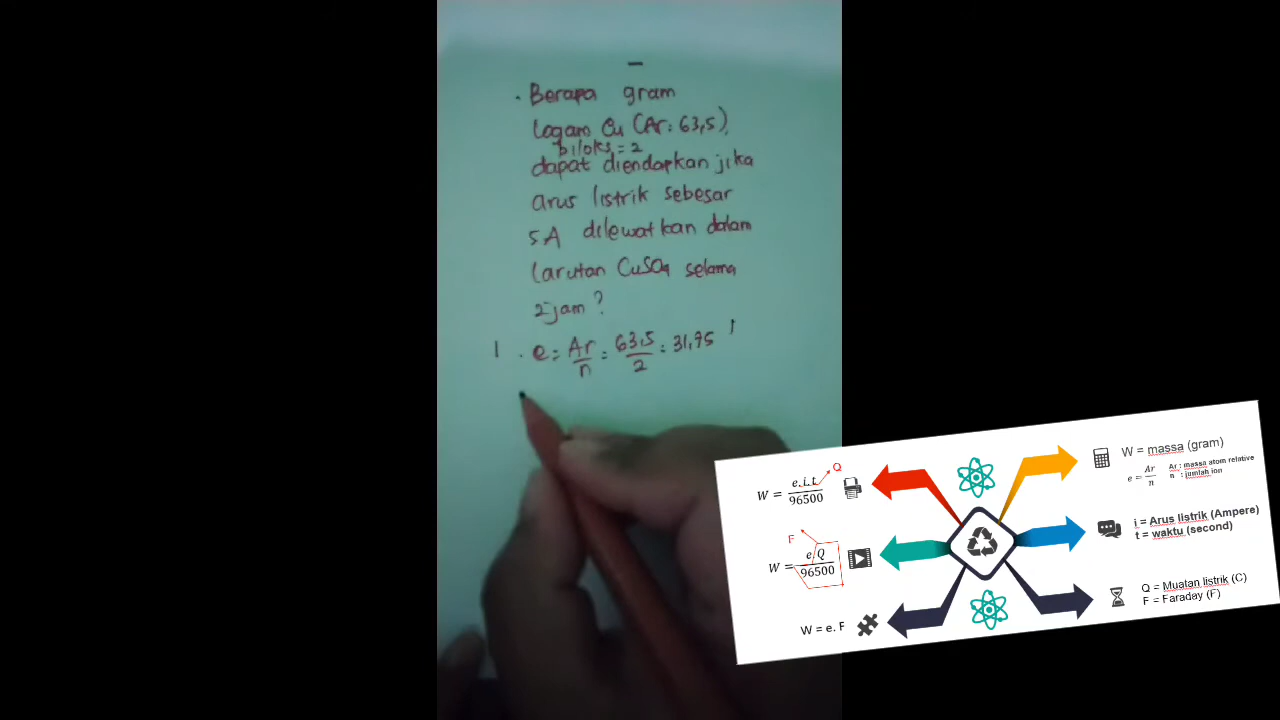 . Berapa gram
logam Cu (Ar: 63,5),
biloks = 2
dapat diendapkan jika
arus listrik sebesar
5A dilewatkan dalam
larutan CuSO4 selama
2 jam ?
1 . e = Ar/n = 63,5/2 = 31,75
W = e.i.t/96500
Q
F
W = e Q/96500
W = e. F
W = massa (gram)
e = Ar/n
Ar : massa atom relative
n : jumlah ion
i = Arus listrik (Ampere)
t = waktu (second)
Q = Muatan listrik (C)
F = Faraday (F)